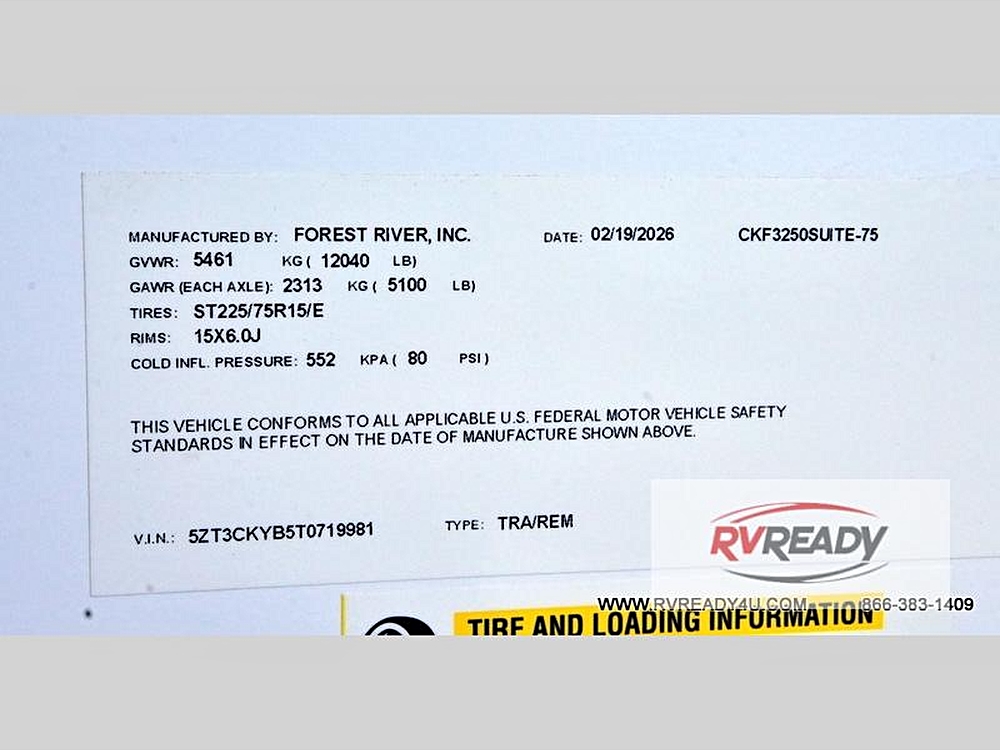 MANUFACTURED BY: FOREST RIVER, INC. DATE: 02/19/2026 CKF3250SUITE-75
GVWR: 5461 KG ( 12040 LB)
GAWR (EACH AXLE): 2313 KG ( 5100 LB)
TIRES: ST225/75R15/E
RIMS: 15X6.0J
COLD INFL. PRESSURE: 552 KPA ( 80 PSI )
THIS VEHICLE CONFORMS TO ALL APPLICABLE U.S. FEDERAL MOTOR VEHICLE SAFETY
STANDARDS IN EFFECT ON THE DATE OF MANUFACTURE SHOWN ABOVE.
V.I.N.: 5ZT3CKYB5T0719981 TYPE: TRA/REM
RVREADY
WWW.RVREADY4U.COM 866-383-1409
TIRE AND LOADING INFORMATION